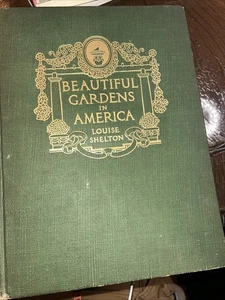 BEAUTIFUL
GARDENS
IN
AMERICA
LOUISE
SHELTON